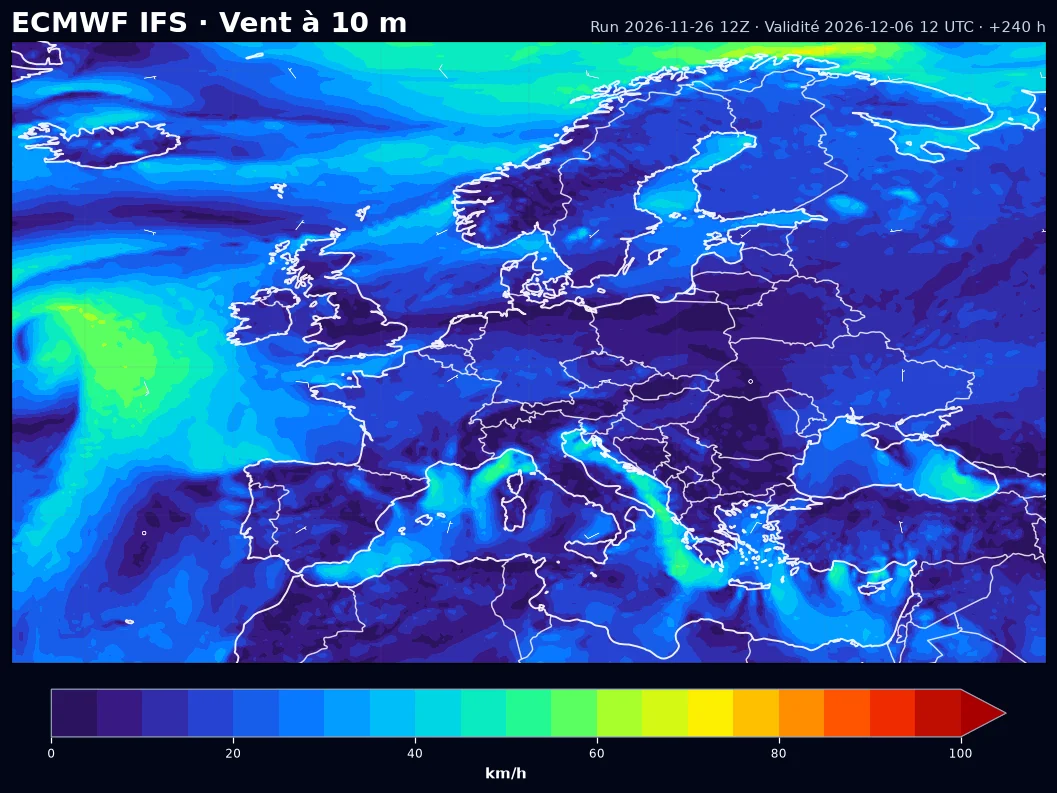 ECMWF IFS · Vent à 10 m
Run 2026-11-26 12Z · Validité 2026-12-06 12 UTC · +240 h
0 20 40 60 80 100
km/h